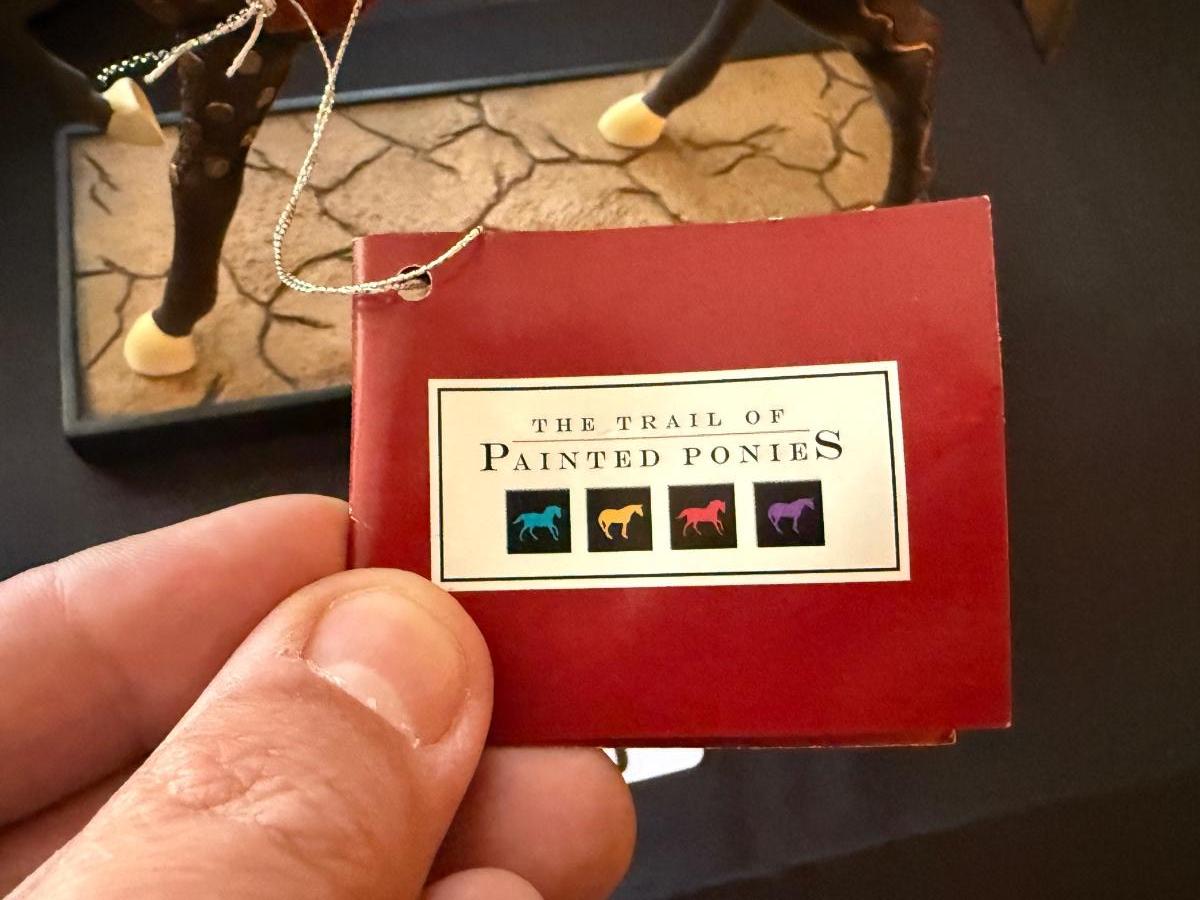 THE TRAIL OF
PAINTED PONIES